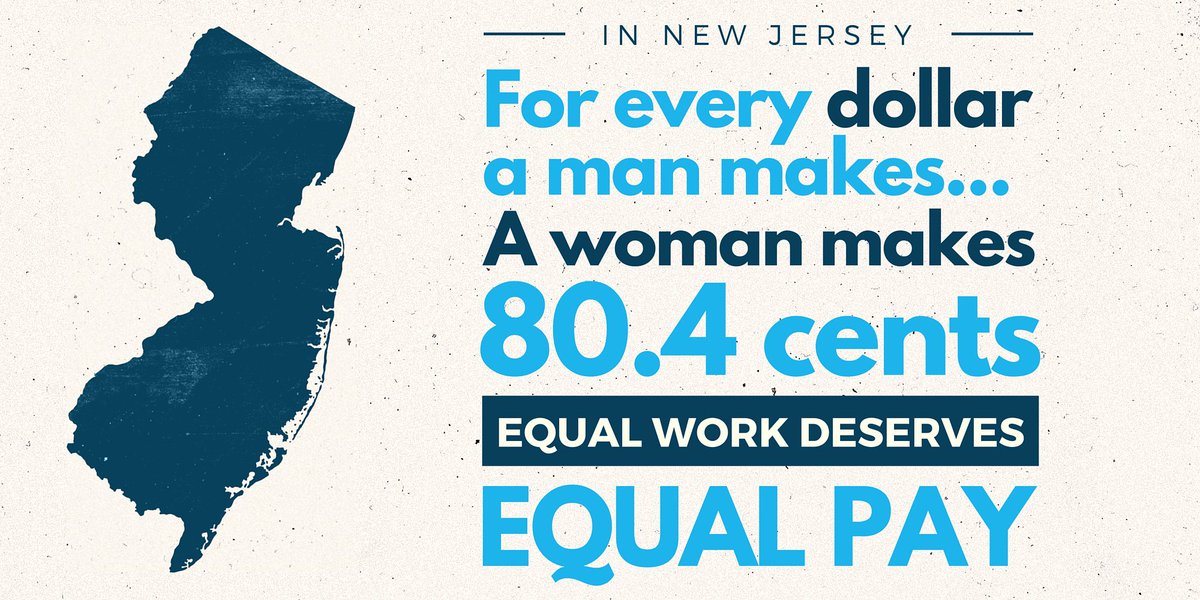 IN NEW JERSEY
For every dollar
a man makes...
A woman makes
80.4 cents
EQUAL WORK DESERVES
EQUAL PAY